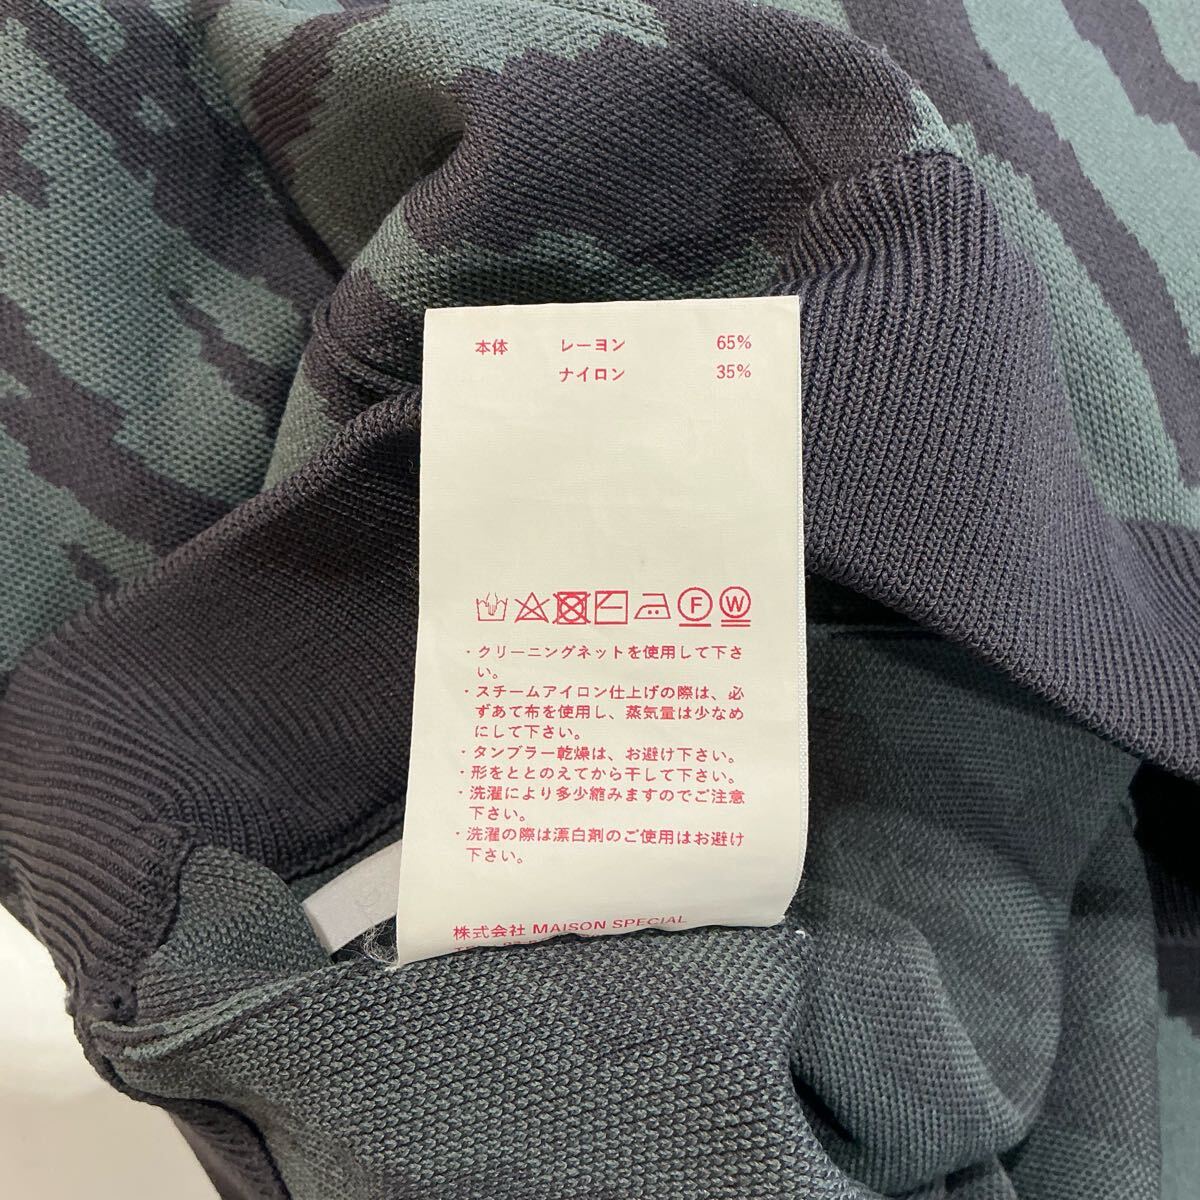 本体 レーヨン 65%
ナイロン 35%
F W
・クリーニングネットを使用して下さ
い。
・スチームアイロン仕上げの際は、必
ずあて布を使用し、蒸気量は少なめ
にして下さい。
・タンブラー乾燥は、お避け下さい。
・形をととのえてから干して下さい。
・洗濯により多少縮みますのでご注意
下さい。
・洗濯の際は漂白剤のご使用はお避け
下さい。
株式会社 MAISON SPECIAL